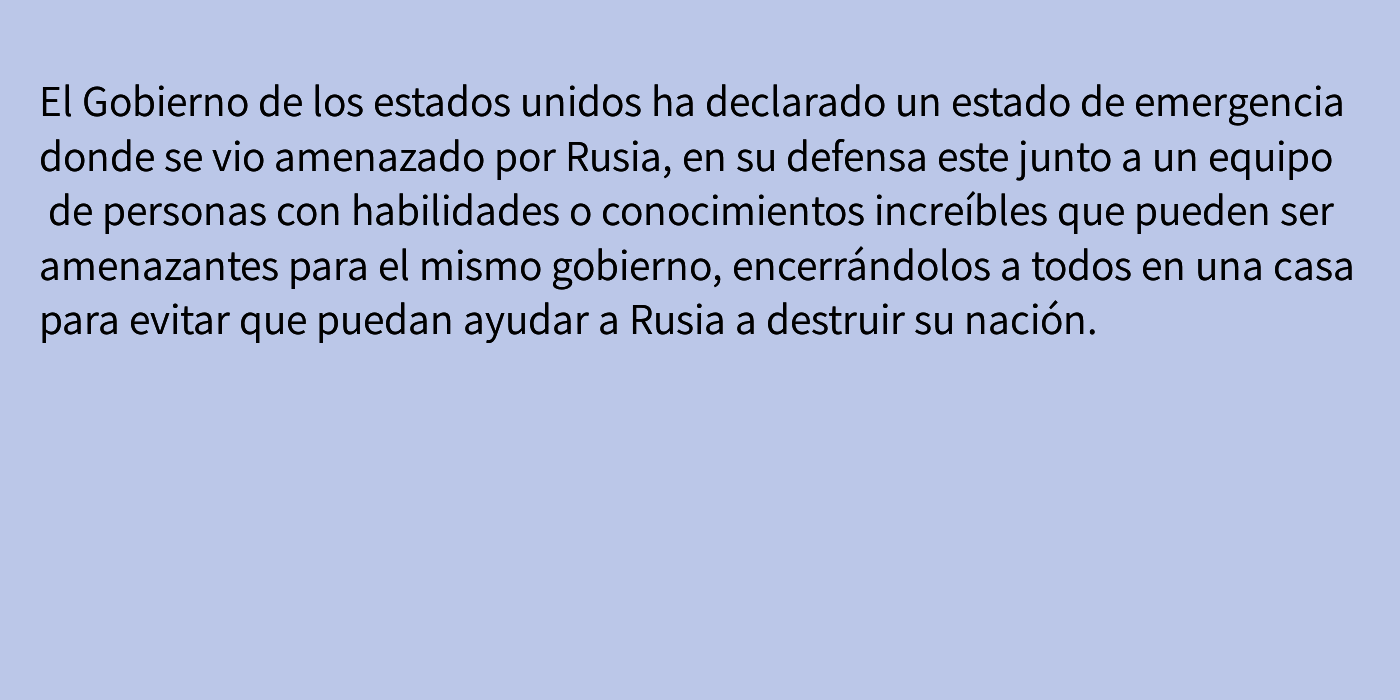 El Gobierno de los estados unidos ha declarado un estado de emergencia
donde se vio amenazado por Rusia, en su defensa este junto a un equipo
de personas con habilidades o conocimientos increíbles que pueden ser
amenazantes para el mismo gobierno, encerrándolos a todos en una casa
para evitar que puedan ayudar a Rusia a destruir su nación.